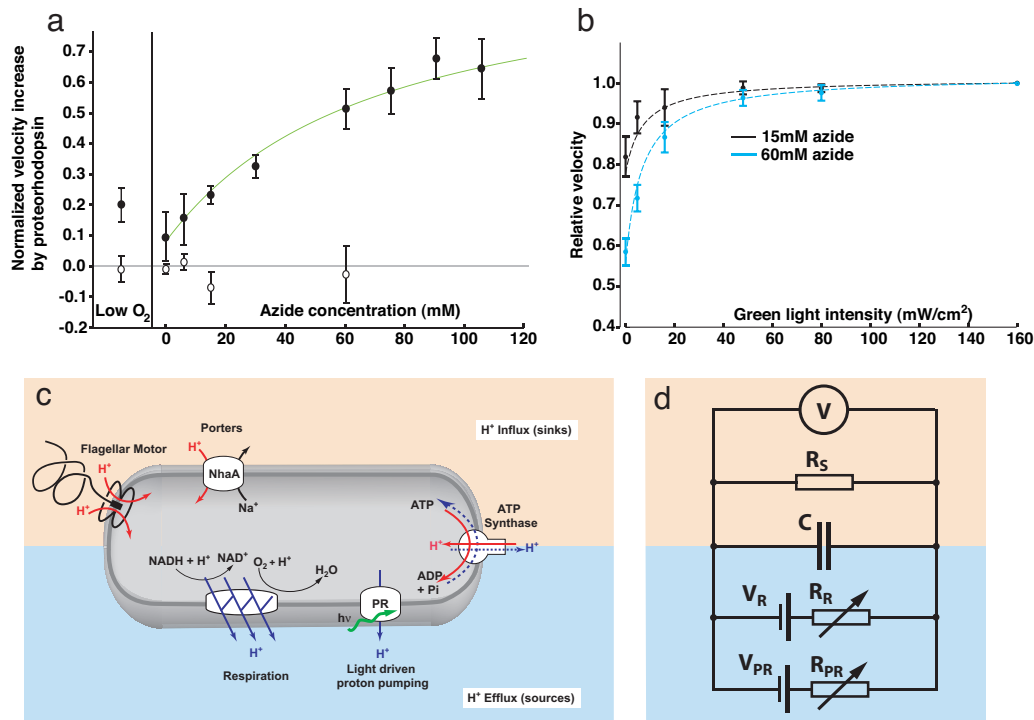 a
Normalized velocity increase
by proteorhodopsin
0.7
0.6
0.5
0.4
0.3
0.2
0.1
0.0
-0.1
-0.2
Low O₂
Azide concentration (mM)
0 20 40 60 80 100 120
b
Relative velocity
1.0
0.9
0.8
0.7
0.6
0.5
0.4
15mM azide
60mM azide
Green light intensity (mW/cm²)
0 20 40 60 80 100 120 140 160
c
H⁺ Influx (sinks)
Flagellar Motor
H⁺
H⁺
Porters
H⁺
NhaA
Na⁺
ATP
ATP
Synthase
H⁺
H⁺
ADP
+ Pi
NADH + H⁺
NAD⁺
O₂ + H⁺
H₂O
PR
hν
H⁺
H⁺
Respiration
Light driven
proton pumping
H⁺ Efflux (sources)
d
V
R_S
C
V_R
R_R
V_PR
R_PR